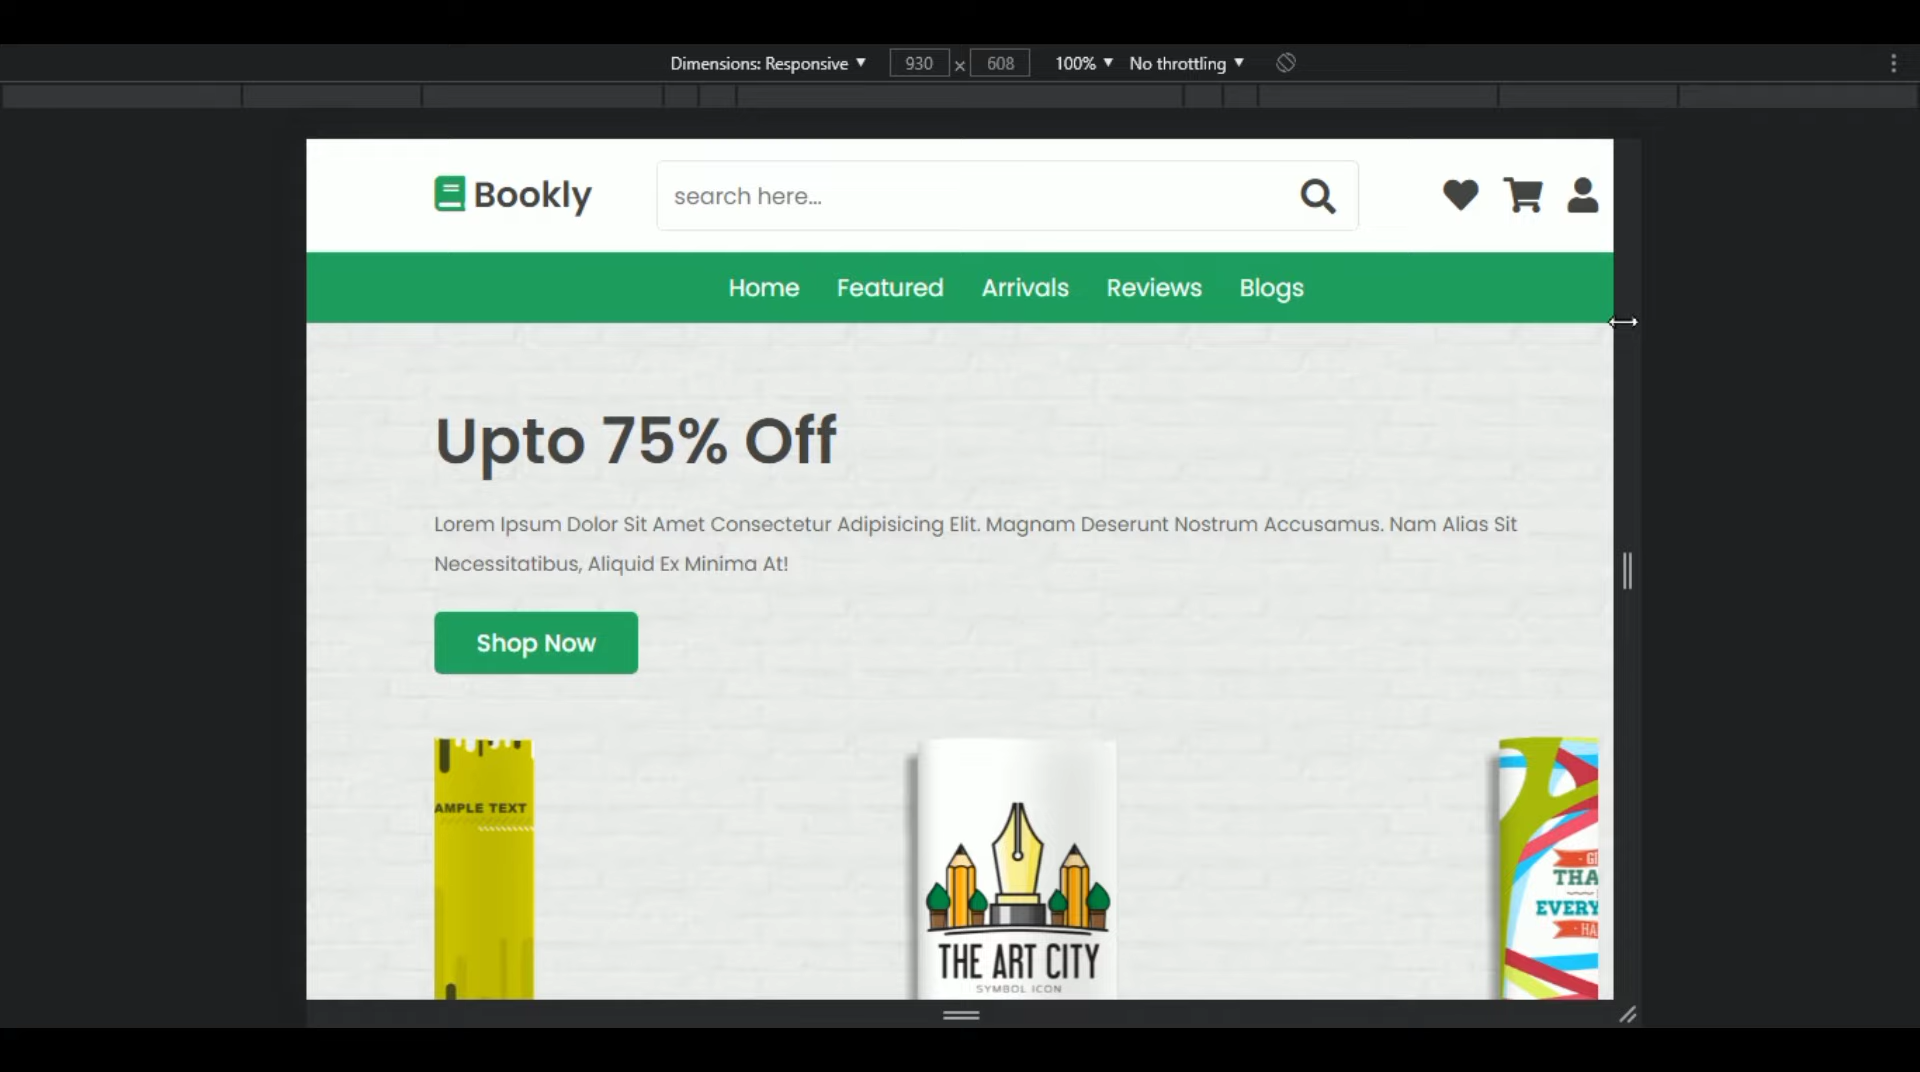 Dimensions: Responsive ▼ 930 × 608 100% ▼ No throttling ▼
Bookly search here...
Home Featured Arrivals Reviews Blogs
Upto 75% Off
Lorem Ipsum Dolor Sit Amet Consectetur Adipisicing Elit. Magnam Deserunt Nostrum Accusamus. Nam Alias Sit
Necessitatibus, Aliquid Ex Minima At!
Shop Now
AMPLE TEXT
THE ART CITY
SYMBOL ICON
THA
EVERY
HA